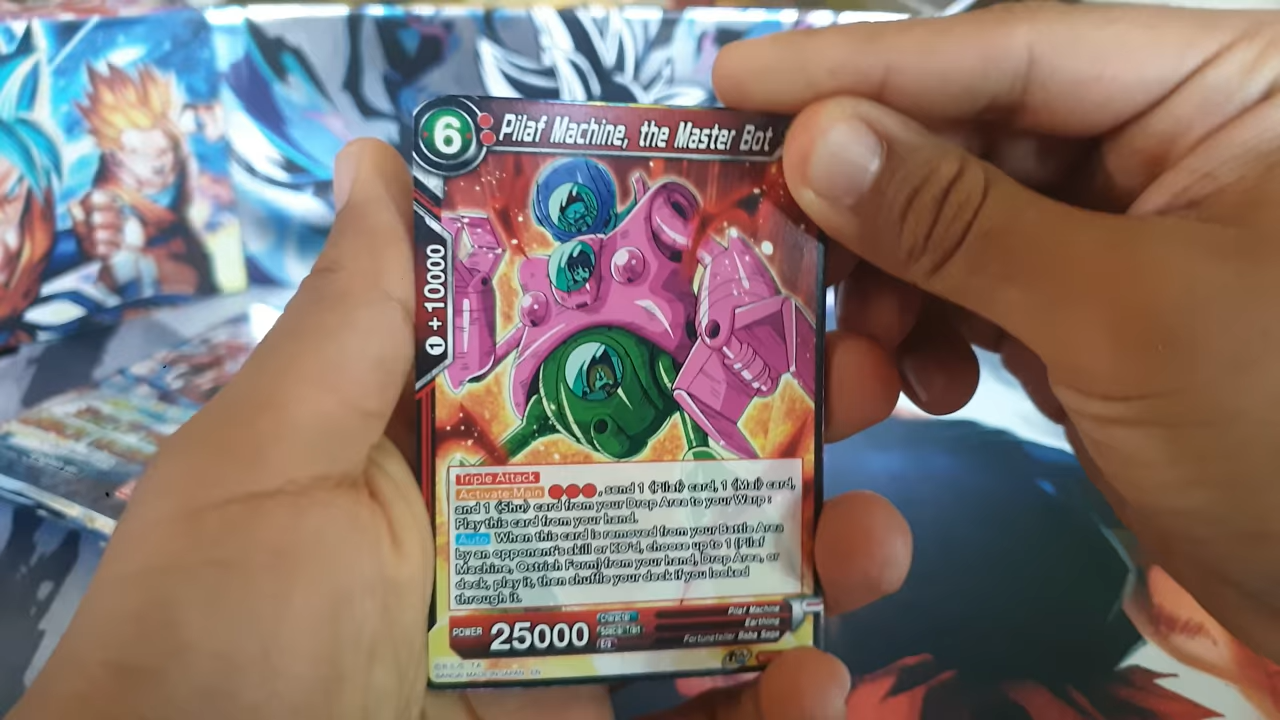 6
Pilaf Machine, the Master Bot
1 +10000
Triple Attack
Activate:Main , send 1 ⟨Pilaf⟩ card, 1 ⟨Mai⟩ card,
and 1 ⟨Shu⟩ card from your Drop Area to your Warp :
Play this card from your hand.
Auto When this card is removed from your Battle Area
by an opponent's skill or KO'd, choose up to 1 {Pilaf
Machine, Ostrich Form} from your hand, Drop Area, or
deck, play it, then shuffle your deck if you looked
through it.
POWER 25000
Character Pilaf Machine
Special Trait Earthling
Era Fortuneteller Baba Saga
BANDAI MADE IN JAPAN EN